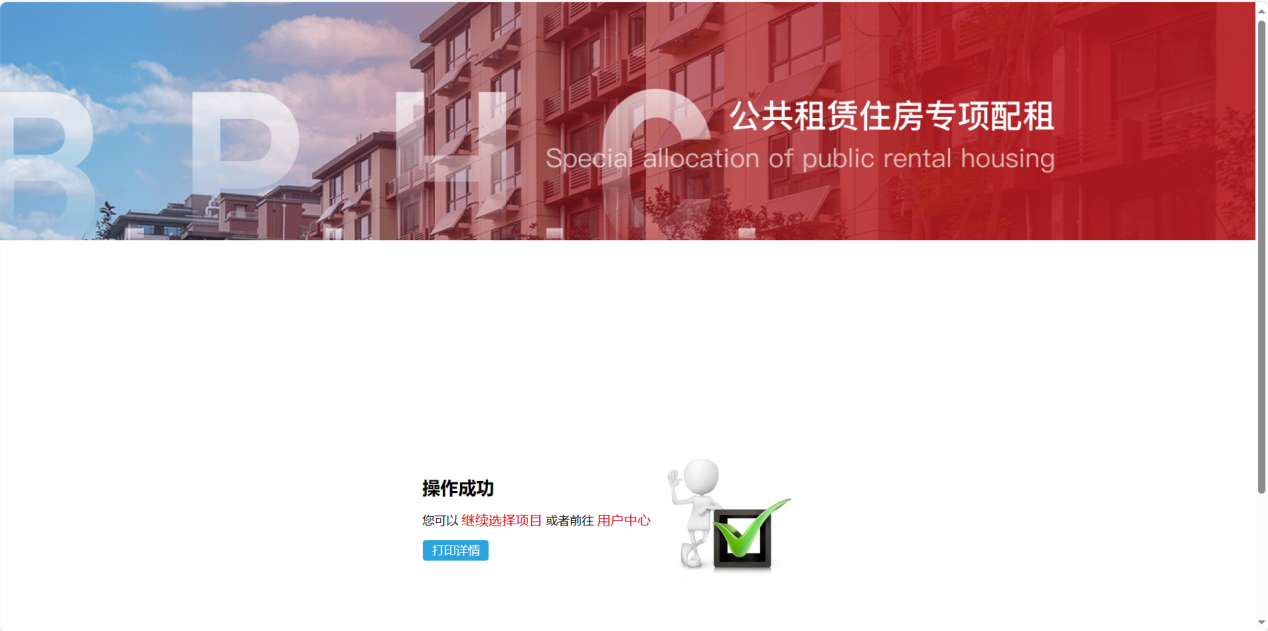 BPHC
公共租赁住房专项配租
Special allocation of public rental housing
操作成功
您可以 继续选择项目 或者前往 用户中心
打印详情